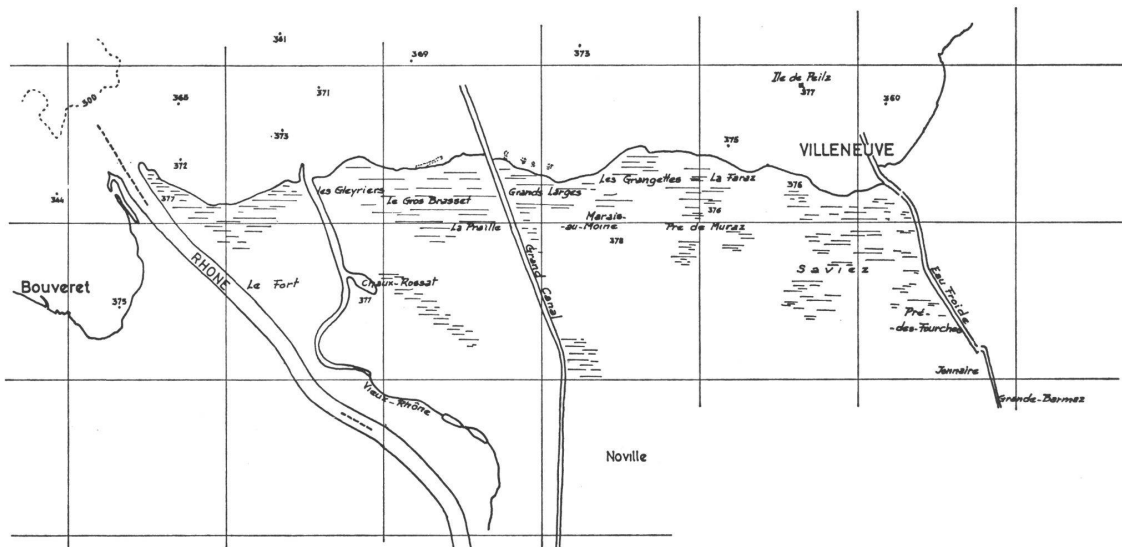 361
369
373
Ile de Peilz
377
360
300
368
371
373
375
VILLENEUVE
372
364
377
les Gleyriers
Le Gros Brasset
Grands Larges
Les Grangettes
La Faraz
376
376
La Praille
Marais-
-au-Moine
378
Pre de Muraz
Saviez
RHONE
Le Fort
Chaux-Rossat
377
Grand Canal
Eau Froide
Bouveret
375
Pré-
-des-Fourches
Jonnaire
Grande-Barmaz
Vieux-Rhône
Noville